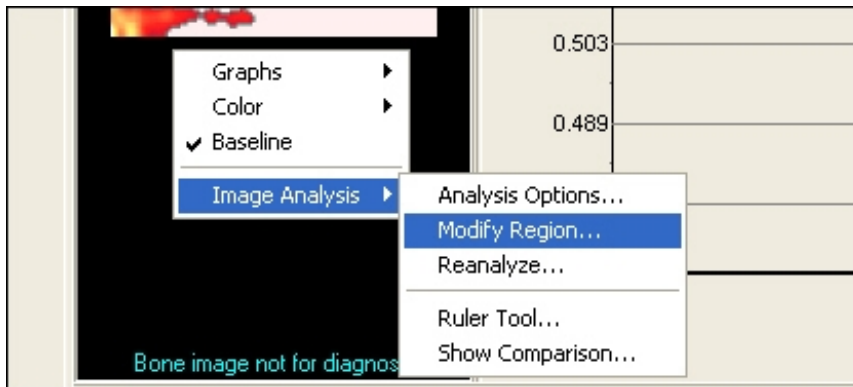 0.503
0.489
Graphs
Color
Baseline
Image Analysis
Analysis Options...
Modify Region...
Reanalyze...
Ruler Tool...
Show Comparison...
Bone image not for diagnos